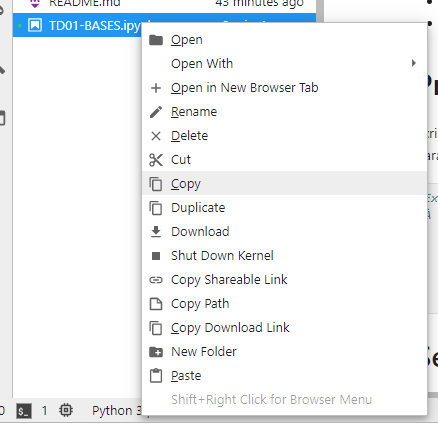 README.md
43 minutes ago
TD01-BASES.ipy
Open
Open With
Open in New Browser Tab
Rename
Delete
Cut
Copy
Duplicate
Download
Shut Down Kernel
Copy Shareable Link
Copy Path
Copy Download Link
New Folder
Paste
Shift+Right Click for Browser Menu
0
1
Python 3